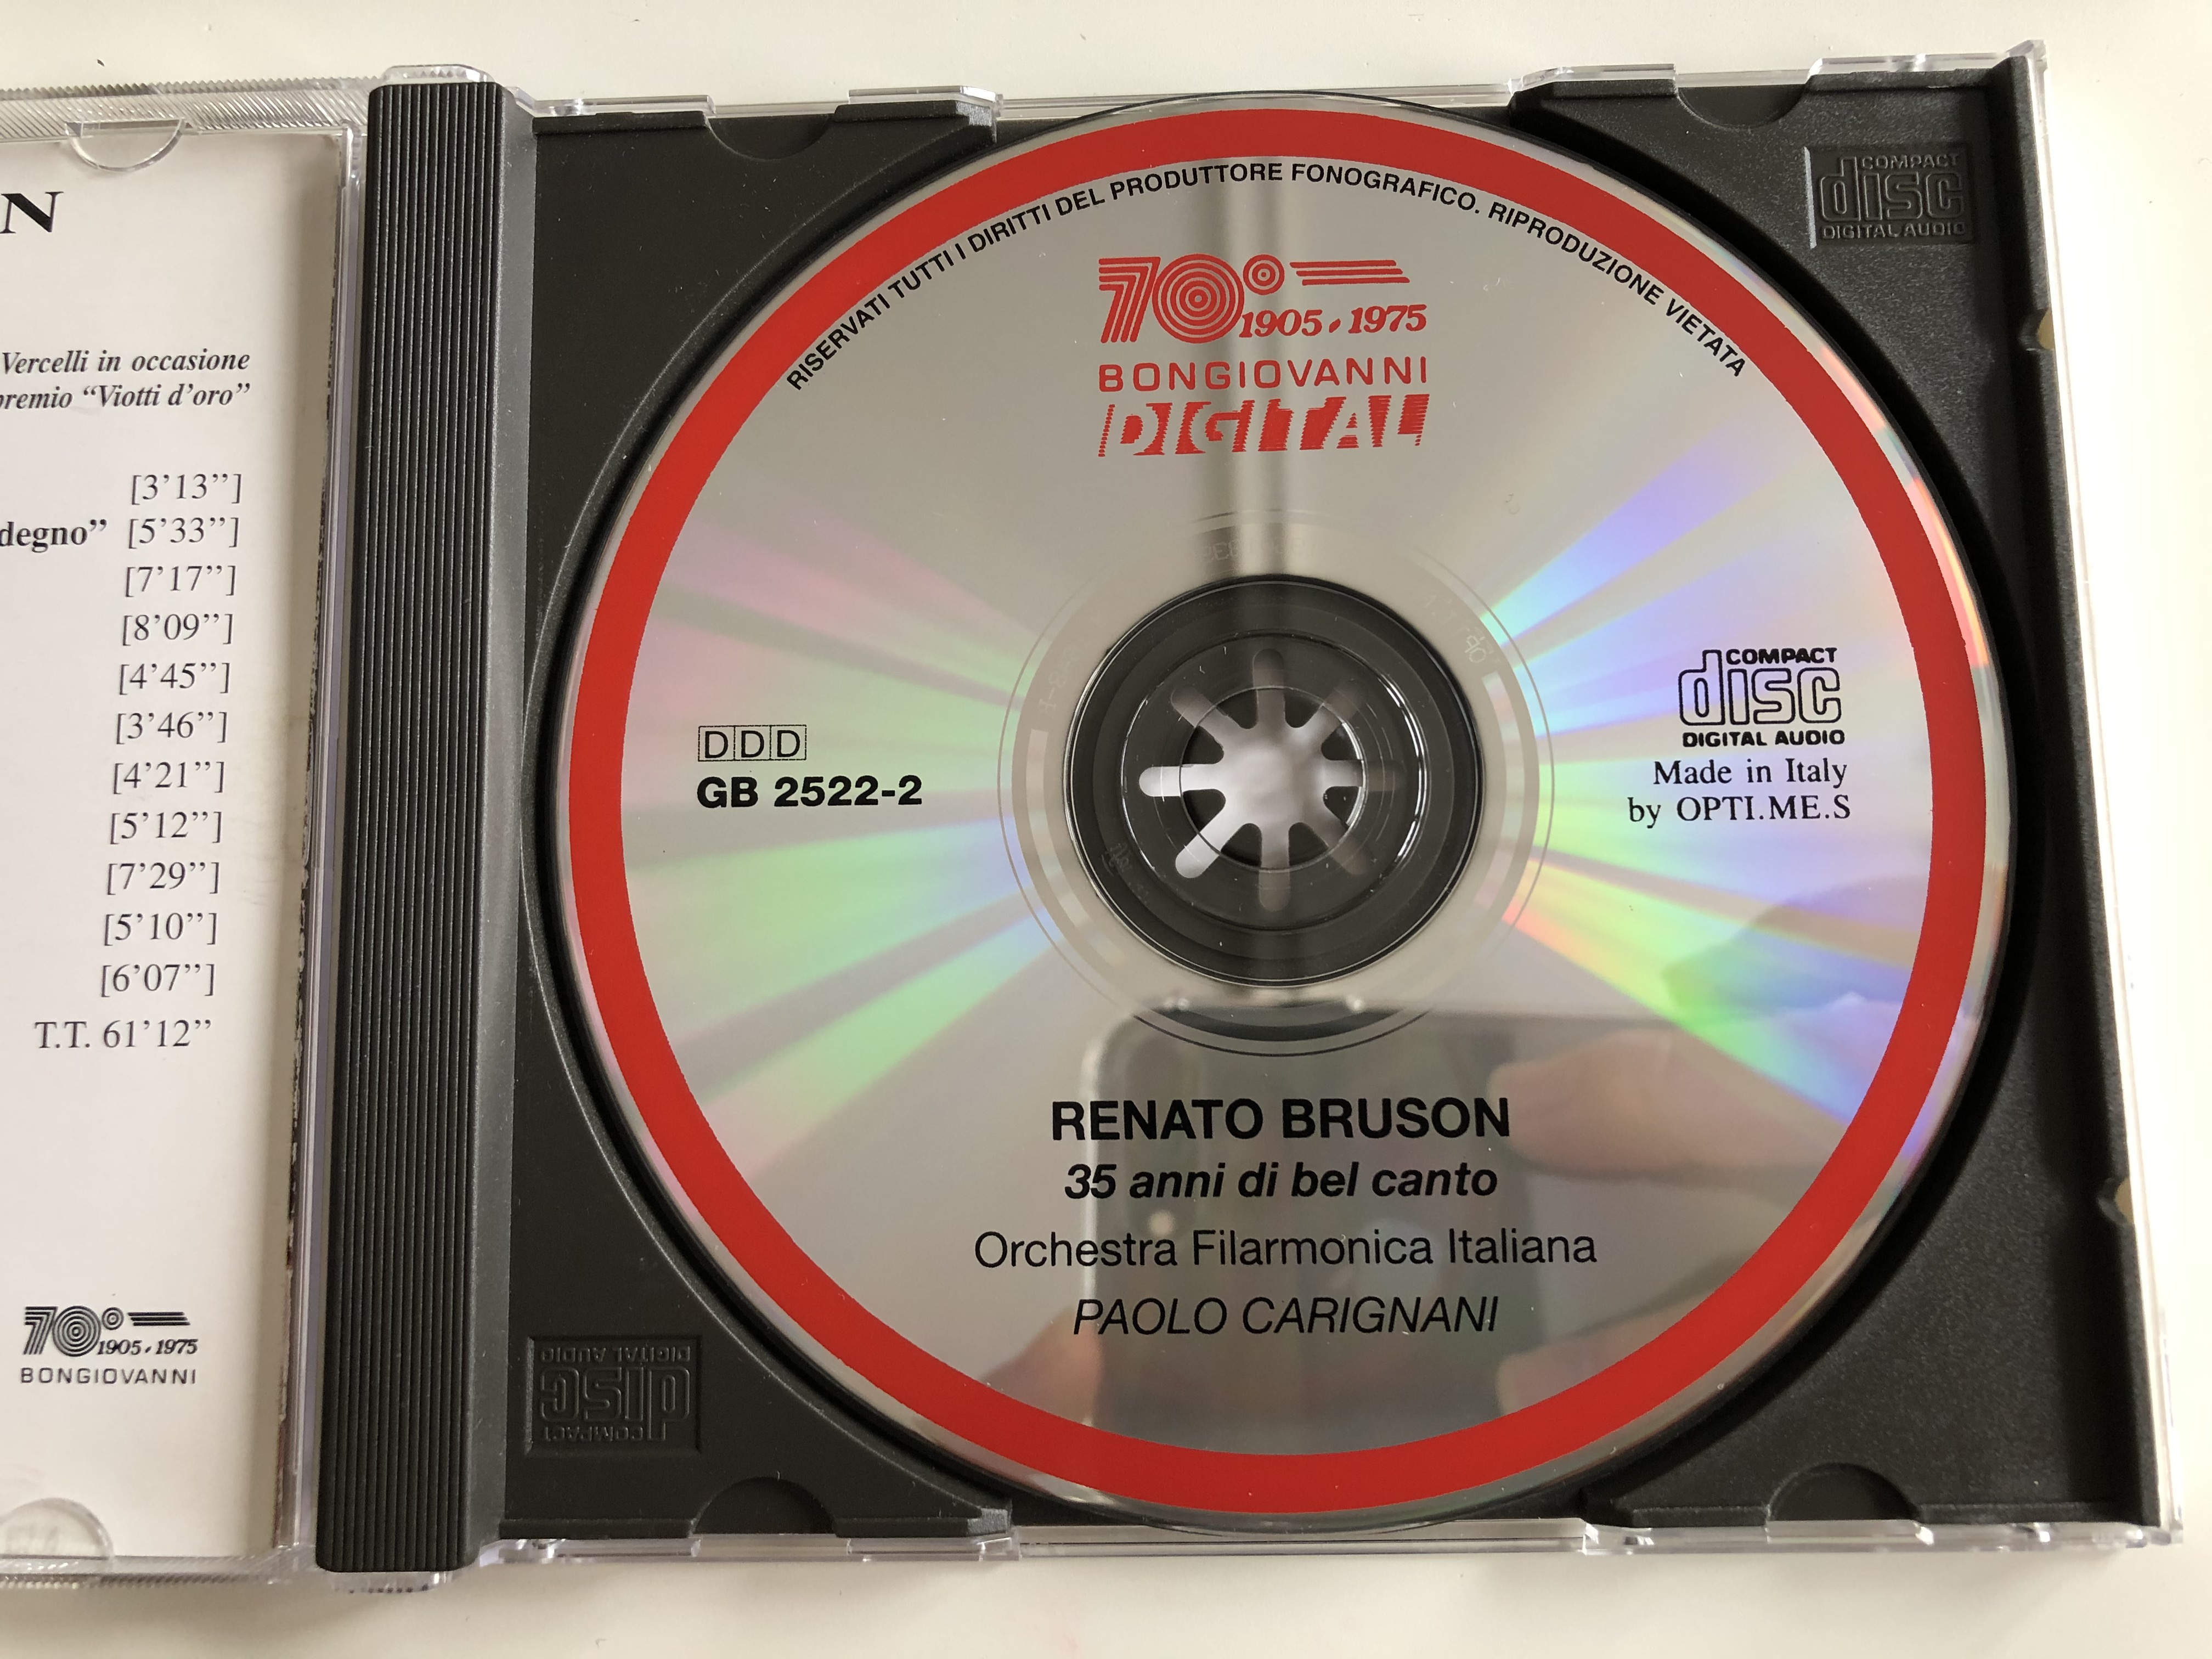 N
Vercelli in occasione
premio “Viotti d’oro”
[3’13”]
degno” [5’33”]
[7’17”]
[8’09”]
[4’45”]
[3’46”]
[4’21”]
[5’12”]
[7’29”]
[5’10”]
[6’07”]
T.T. 61’12”
70°
1905 • 1975
BONGIOVANNI
RISERVATI TUTTI I DIRITTI DEL PRODUTTORE FONOGRAFICO. RIPRODUZIONE VIETATA
70°
1905 • 1975
BONGIOVANNI
DIGITAL
DDD
GB 2522-2
COMPACT
disc
DIGITAL AUDIO
Made in Italy
by OPTI.ME.S
RENATO BRUSON
35 anni di bel canto
Orchestra Filarmonica Italiana
PAOLO CARIGNANI
COMPACT
disc
DIGITAL AUDIO
COMPACT
disc
DIGITAL AUDIO